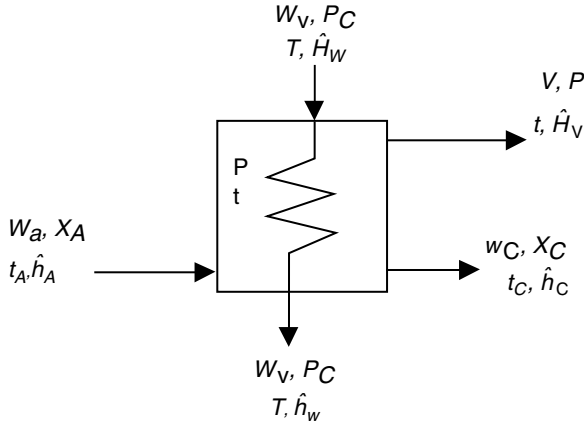 W_v, P_C
T, Ĥ_W
V, P
t, Ĥ_V
P
t
W_a, X_A
t_A, ĥ_A
w_C, X_C
t_C, ĥ_C
W_v, P_C
T, ĥ_w